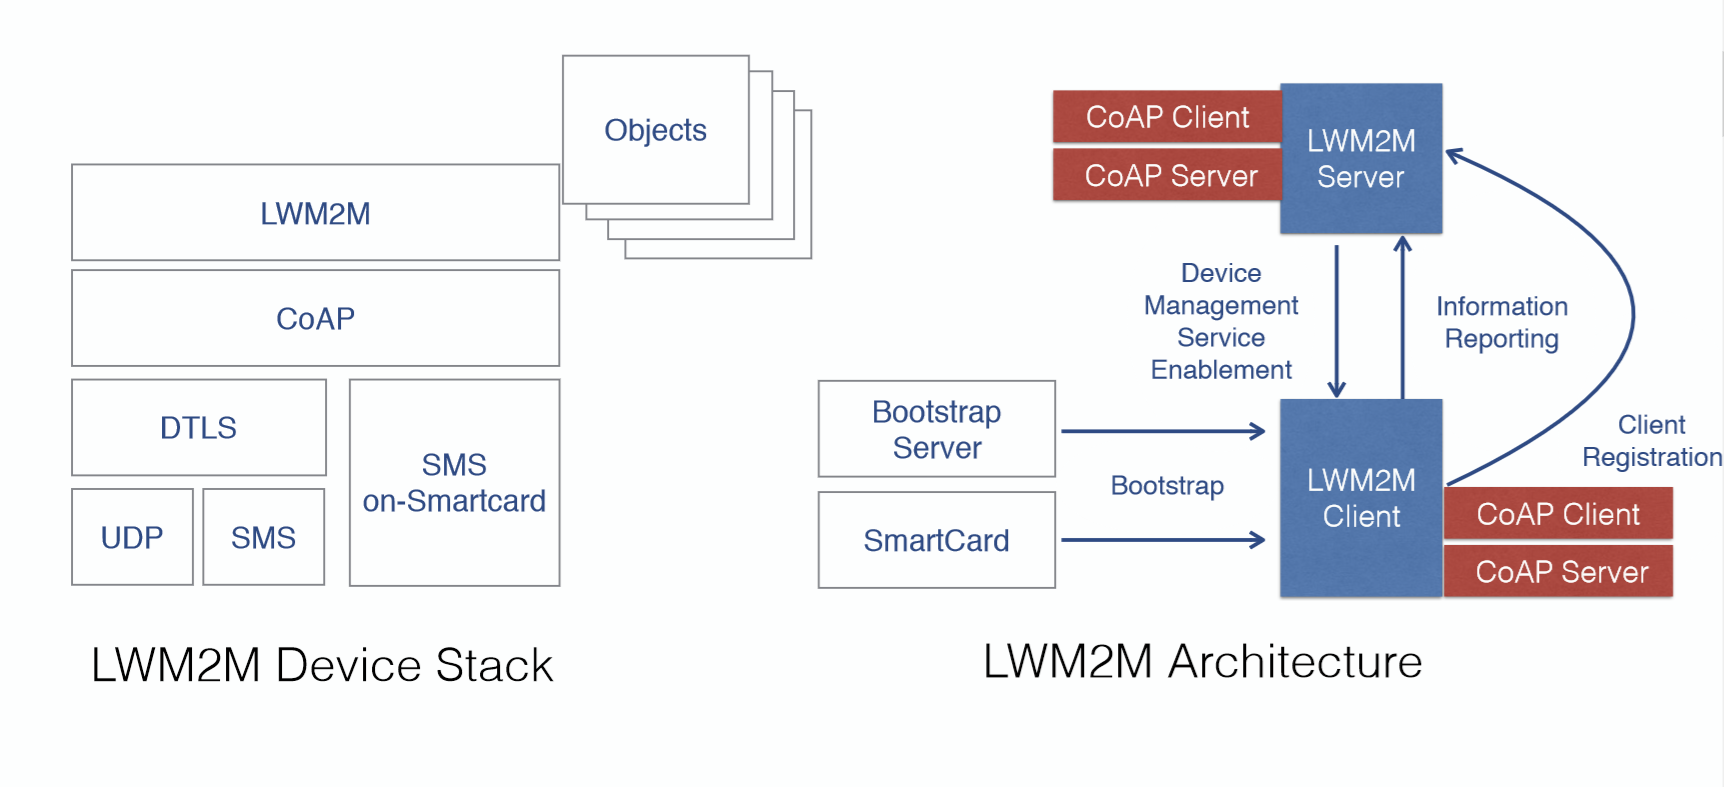 Objects
LWM2M
CoAP
DTLS
SMS
on-Smartcard
UDP
SMS
LWM2M Device Stack
CoAP Client
CoAP Server
LWM2M
Server
Device
Management
Service
Enablement
Information
Reporting
Bootstrap
Server
Bootstrap
SmartCard
LWM2M
Client
Client
Registration
CoAP Client
CoAP Server
LWM2M Architecture